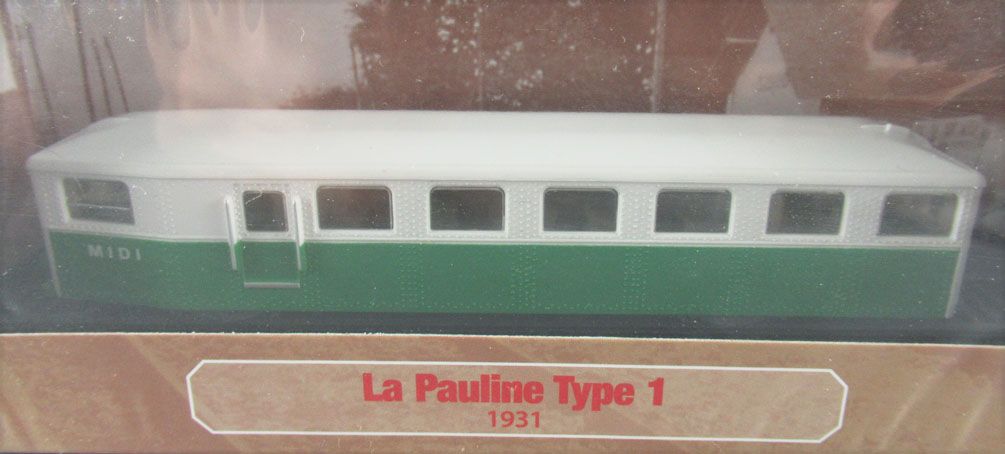 MIDI
La Pauline Type 1
1931